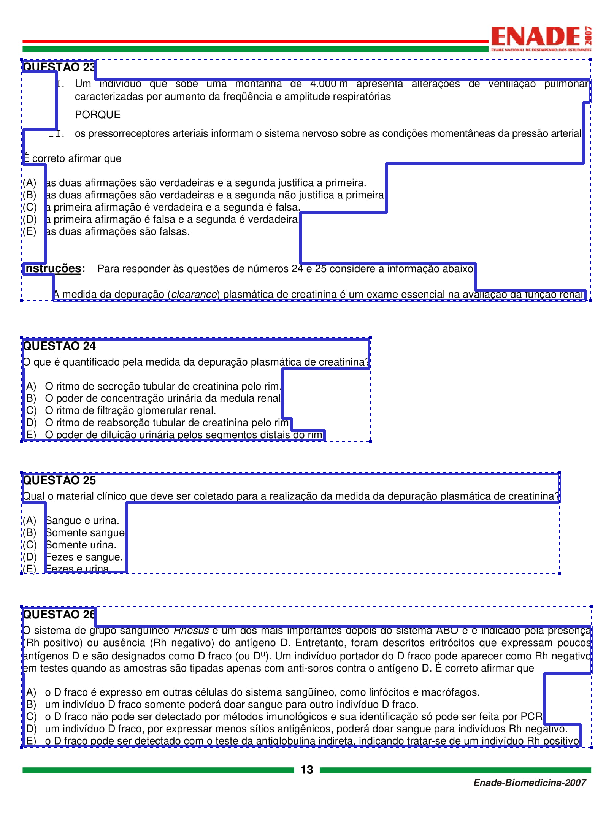 ENADE 2007
EXAME NACIONAL DE DESEMPENHO DOS ESTUDANTES
QUESTÃO 23
I. Um indivíduo que sobe uma montanha de 4.000 m apresenta alterações de ventilação pulmonar
caracterizadas por aumento da freqüência e amplitude respiratórias
PORQUE
II. os pressorreceptores arteriais informam o sistema nervoso sobre as condições momentâneas da pressão arterial.
É correto afirmar que
(A) as duas afirmações são verdadeiras e a segunda justifica a primeira.
(B) as duas afirmações são verdadeiras e a segunda não justifica a primeira.
(C) a primeira afirmação é verdadeira e a segunda é falsa.
(D) a primeira afirmação é falsa e a segunda é verdadeira.
(E) as duas afirmações são falsas.
Instruções: Para responder às questões de números 24 e 25 considere a informação abaixo.
A medida da depuração (clearance) plasmática de creatinina é um exame essencial na avaliação da função renal.
QUESTÃO 24
O que é quantificado pela medida da depuração plasmática de creatinina?
(A) O ritmo de secreção tubular de creatinina pelo rim.
(B) O poder de concentração urinária da medula renal.
(C) O ritmo de filtração glomerular renal.
(D) O ritmo de reabsorção tubular de creatinina pelo rim.
(E) O poder de diluição urinária pelos segmentos distais do rim.
QUESTÃO 25
Qual o material clínico que deve ser coletado para a realização da medida da depuração plasmática de creatinina?
(A) Sangue e urina.
(B) Somente sangue.
(C) Somente urina.
(D) Fezes e sangue.
(E) Fezes e urina.
QUESTÃO 26
O sistema de grupo sangüíneo Rhesus é um dos mais importantes depois do sistema ABO e é indicado pela presença
(Rh positivo) ou ausência (Rh negativo) do antígeno D. Entretanto, foram descritos eritrócitos que expressam poucos
antígenos D e são designados como D fraco (ou Dᵘ). Um indivíduo portador do D fraco pode aparecer como Rh negativo
em testes quando as amostras são tipadas apenas com anti-soros contra o antígeno D. É correto afirmar que
(A) o D fraco é expresso em outras células do sistema sangüíneo, como linfócitos e macrófagos.
(B) um indivíduo D fraco somente poderá doar sangue para outro indivíduo D fraco.
(C) o D fraco não pode ser detectado por métodos imunológicos e sua identificação só pode ser feita por PCR.
(D) um indivíduo D fraco, por expressar menos sítios antigênicos, poderá doar sangue para indivíduos Rh negativo.
(E) o D fraco pode ser detectado com o teste da antiglobulina indireta, indicando tratar-se de um indivíduo Rh positivo.
13
Enade-Biomedicina-2007